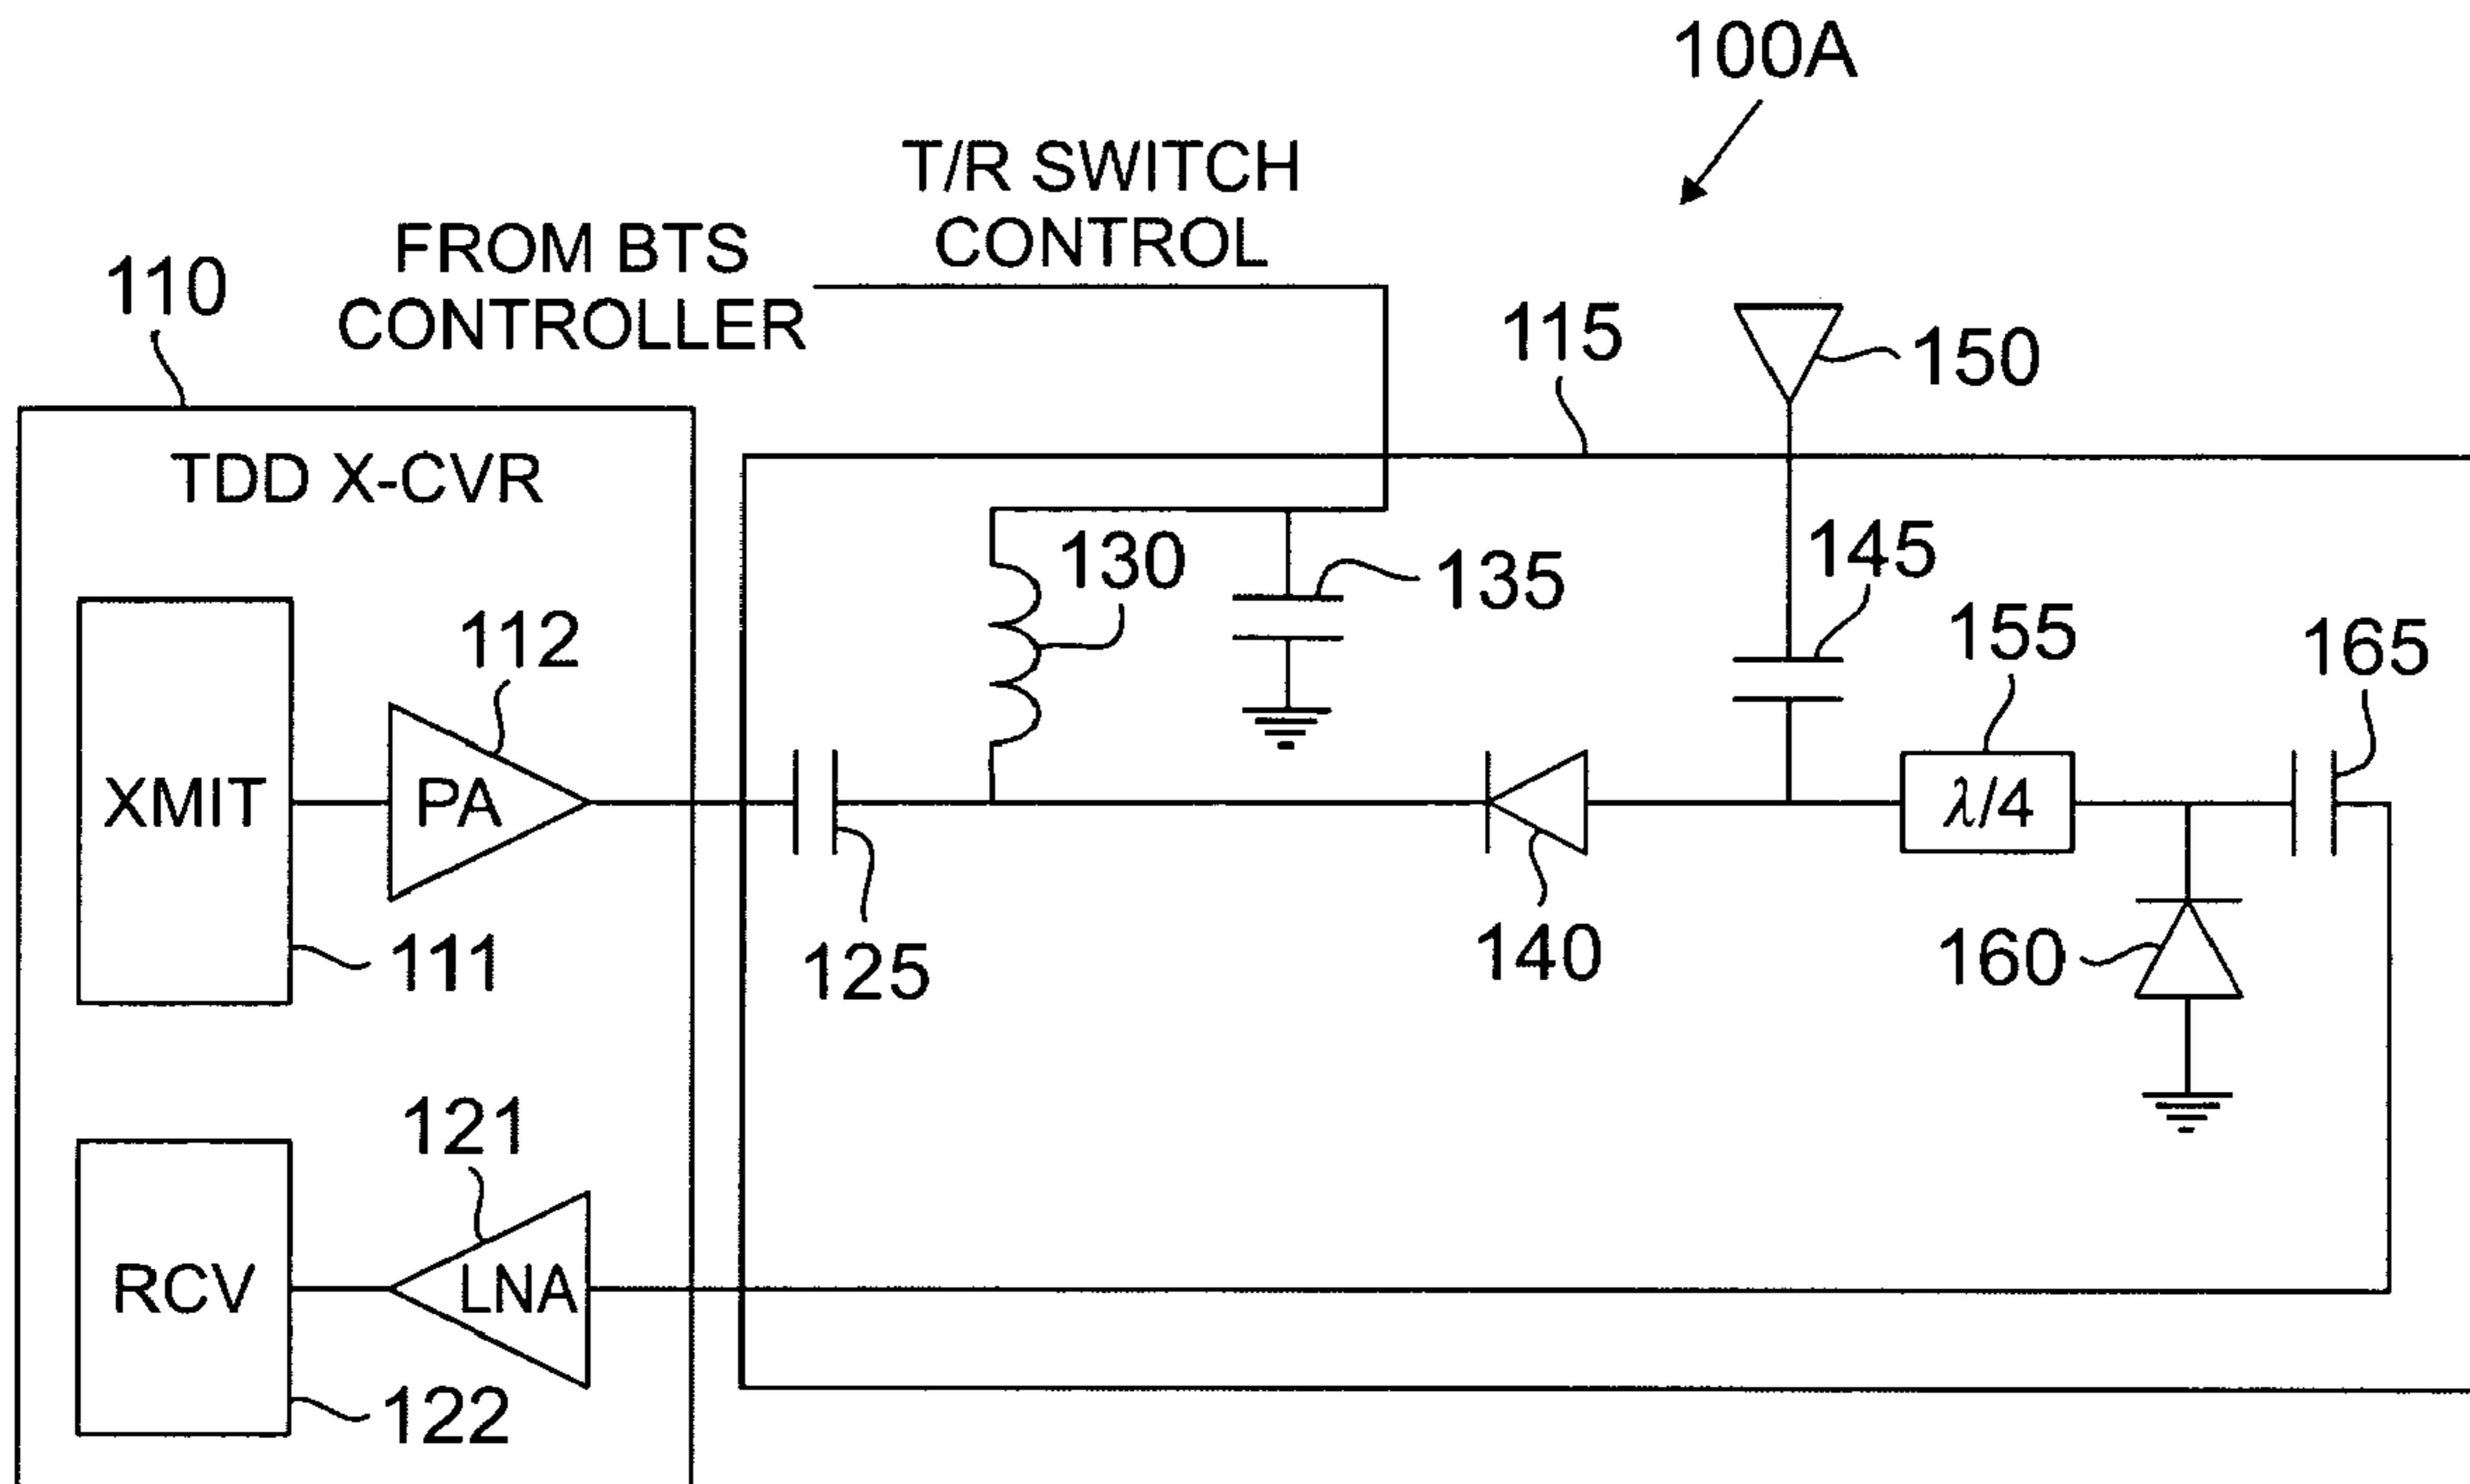 100A
T/R SWITCH
CONTROL
FROM BTS
CONTROLLER
110
115
150
TDD X-CVR
130
135
145
155
165
112
XMIT
PA
λ/4
111
125
140
160
121
RCV
LNA
122